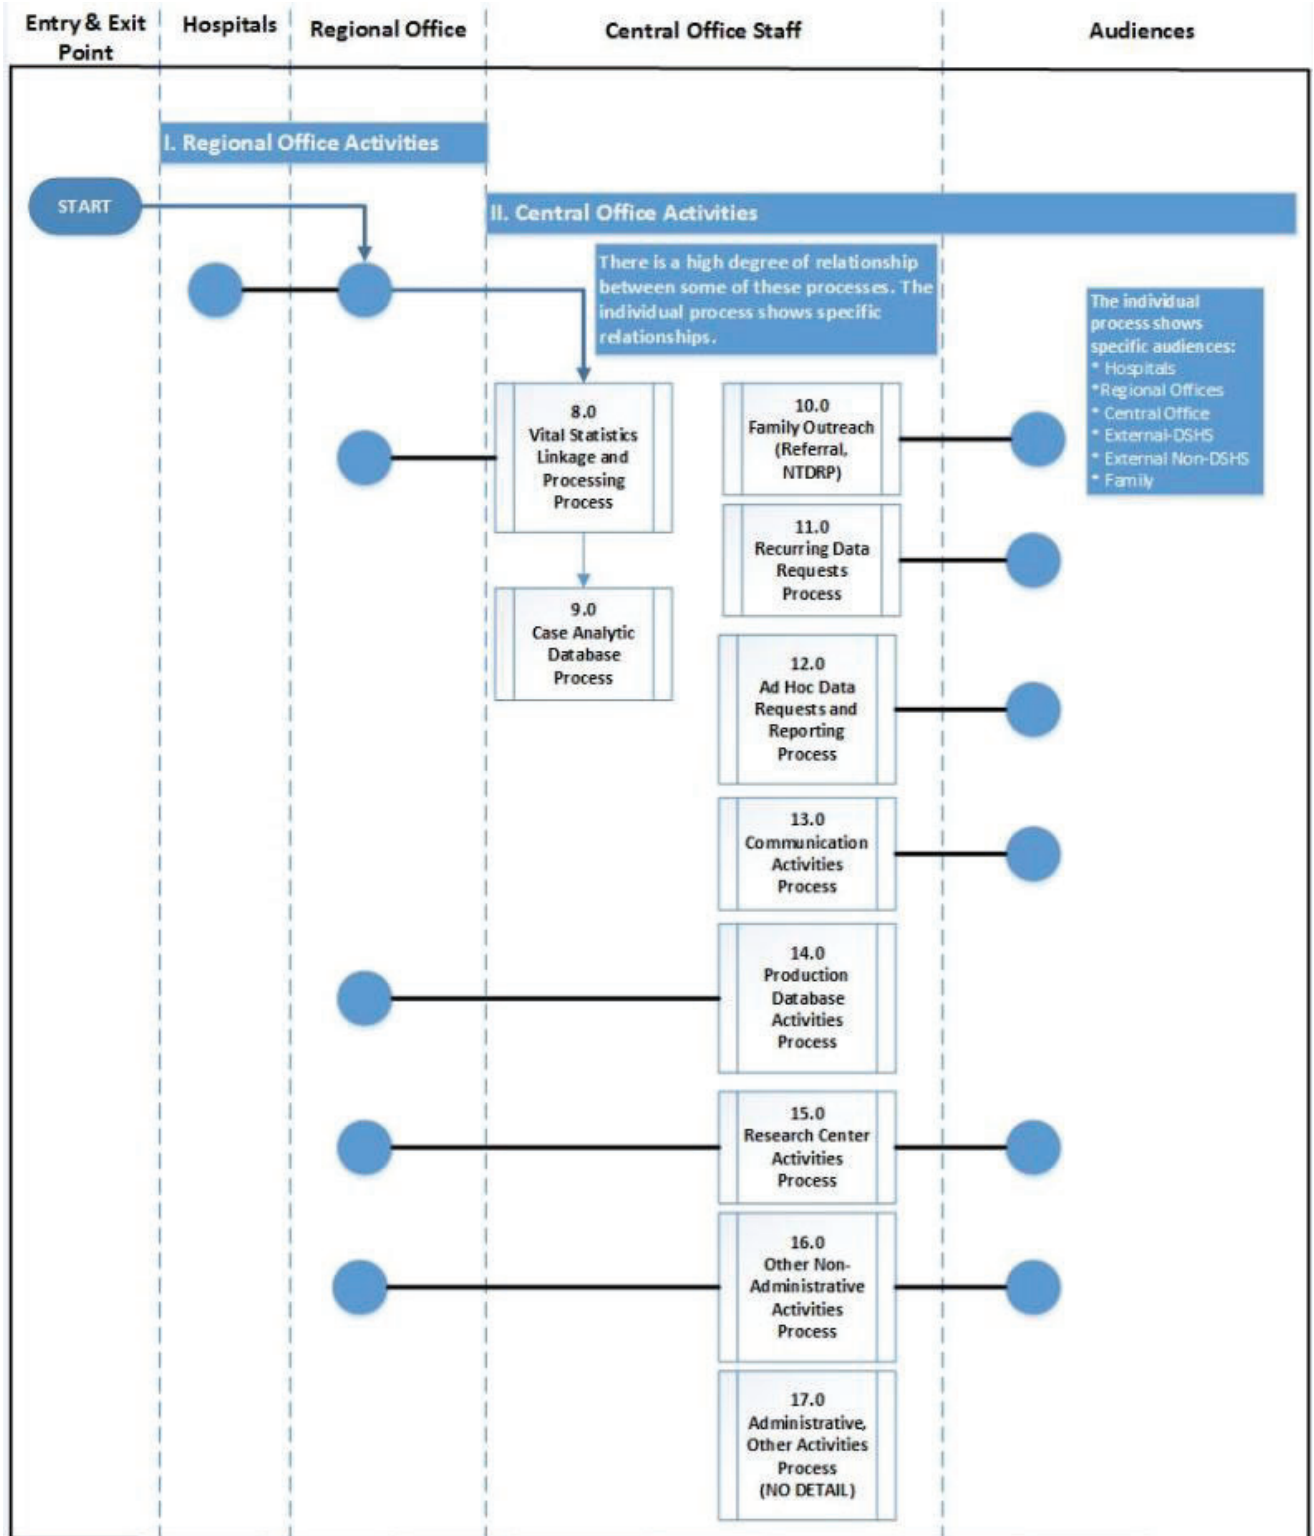 Entry & Exit
Point
Hospitals
Regional Office
Central Office Staff
Audiences
I. Regional Office Activities
START
II. Central Office Activities
There is a high degree of relationship
between some of these processes. The
individual process shows specific
relationships.
The individual
process shows
specific audiences:
* Hospitals
*Regional Offices
* Central Office
* External-DSHS
* External Non-DSHS
* Family
8.0
Vital Statistics
Linkage and
Processing
Process
10.0
Family Outreach
(Referral,
NTDRP)
11.0
Recurring Data
Requests
Process
9.0
Case Analytic
Database
Process
12.0
Ad Hoc Data
Requests and
Reporting
Process
13.0
Communication
Activities
Process
14.0
Production
Database
Activities
Process
15.0
Research Center
Activities
Process
16.0
Other Non-
Administrative
Activities
Process
17.0
Administrative,
Other Activities
Process
(NO DETAIL)